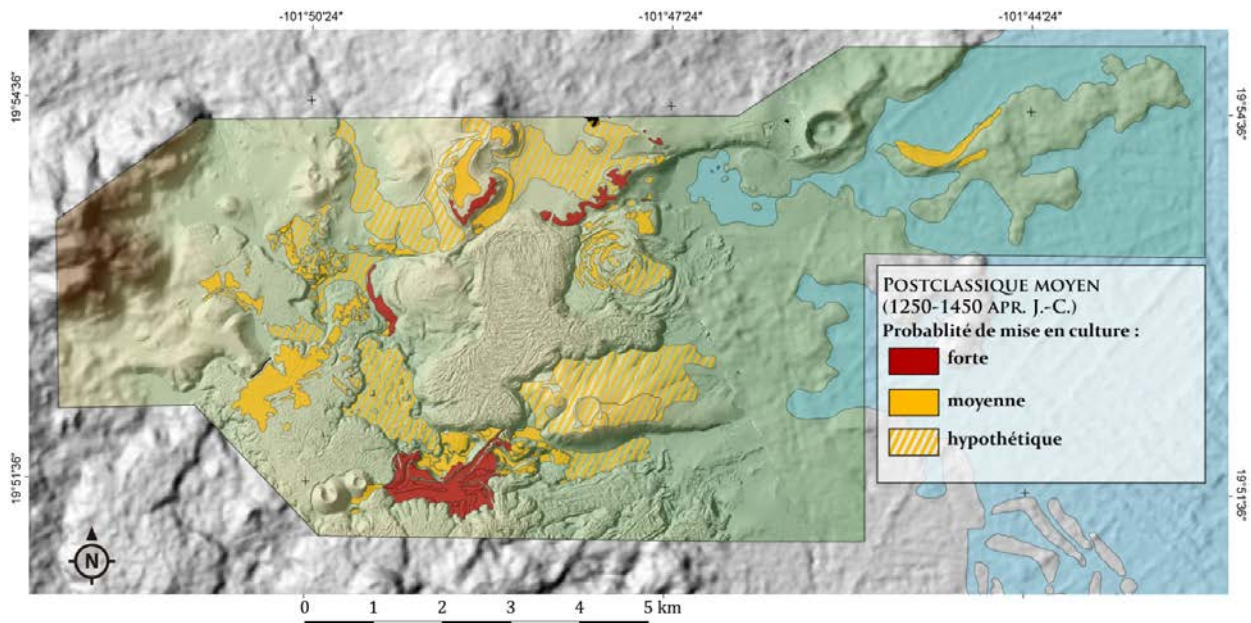 -101°50'24"
-101°47'24"
-101°44'24"
19°54'36"
19°54'36"
POSTCLASSIQUE MOYEN
(1250-1450 APR. J.-C.)
Probablité de mise en culture :
forte
moyenne
hypothétique
19°51'36"
19°51'36"
N
0 1 2 3 4 5 km